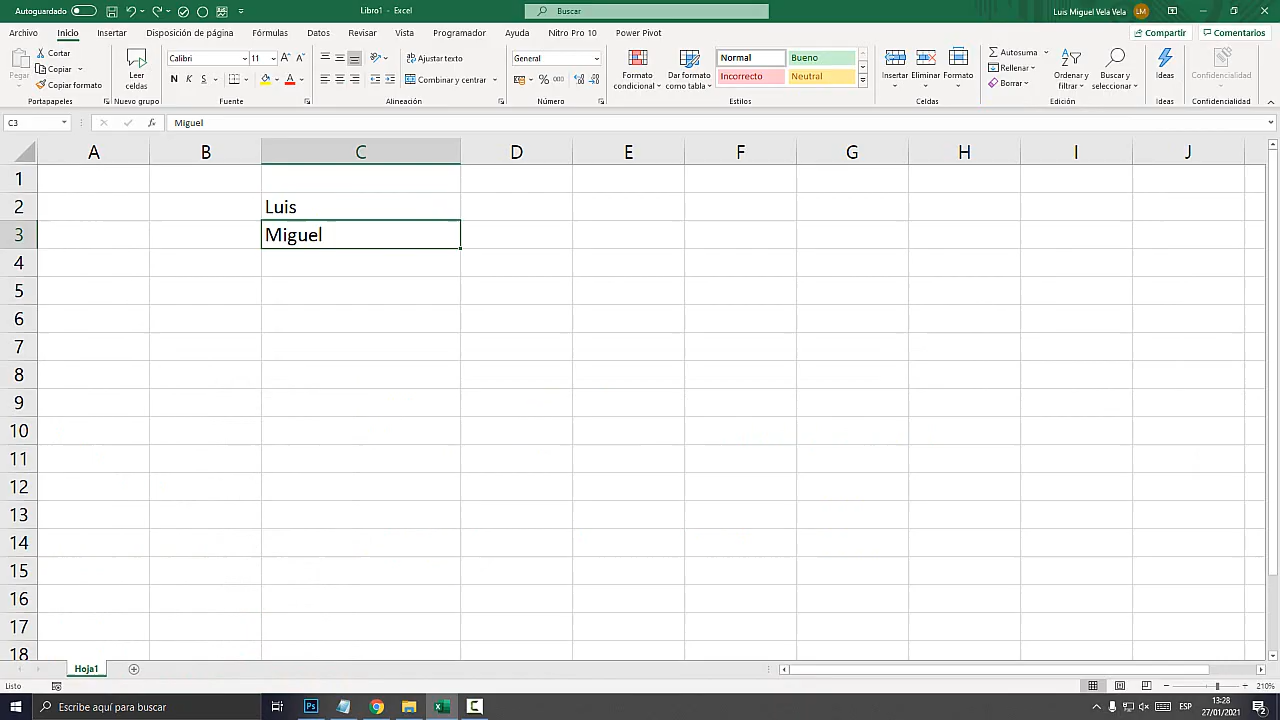 Autoguardado
Libro1 - Excel
Buscar
Luis Miguel Vela Vela
LM
Archivo
Inicio
Insertar
Disposición de página
Fórmulas
Datos
Revisar
Vista
Programador
Ayuda
Nitro Pro 10
Power Pivot
Compartir
Comentarios
Pegar
Cortar
Copiar
Copiar formato
Portapapeles
Leer celdas
Nuevo grupo
Calibri
11
N K S
Fuente
Ajustar texto
Combinar y centrar
Alineación
General
% 000
Número
Formato condicional
Dar formato como tabla
Normal
Bueno
Incorrecto
Neutral
Estilos
Insertar
Eliminar
Formato
Celdas
Autosuma
Rellenar
Borrar
Ordenar y filtrar
Buscar y seleccionar
Edición
Ideas
Ideas
Confidencialidad
Confidencialidad
C3
fx
Miguel
A B C D E F G H I J
1
2 Luis
3 Miguel
4
5
6
7
8
9
10
11
12
13
14
15
16
17
18
Hoja1
Listo
210%
Escribe aquí para buscar
Ps
ESP
13:28
27/01/2021
2